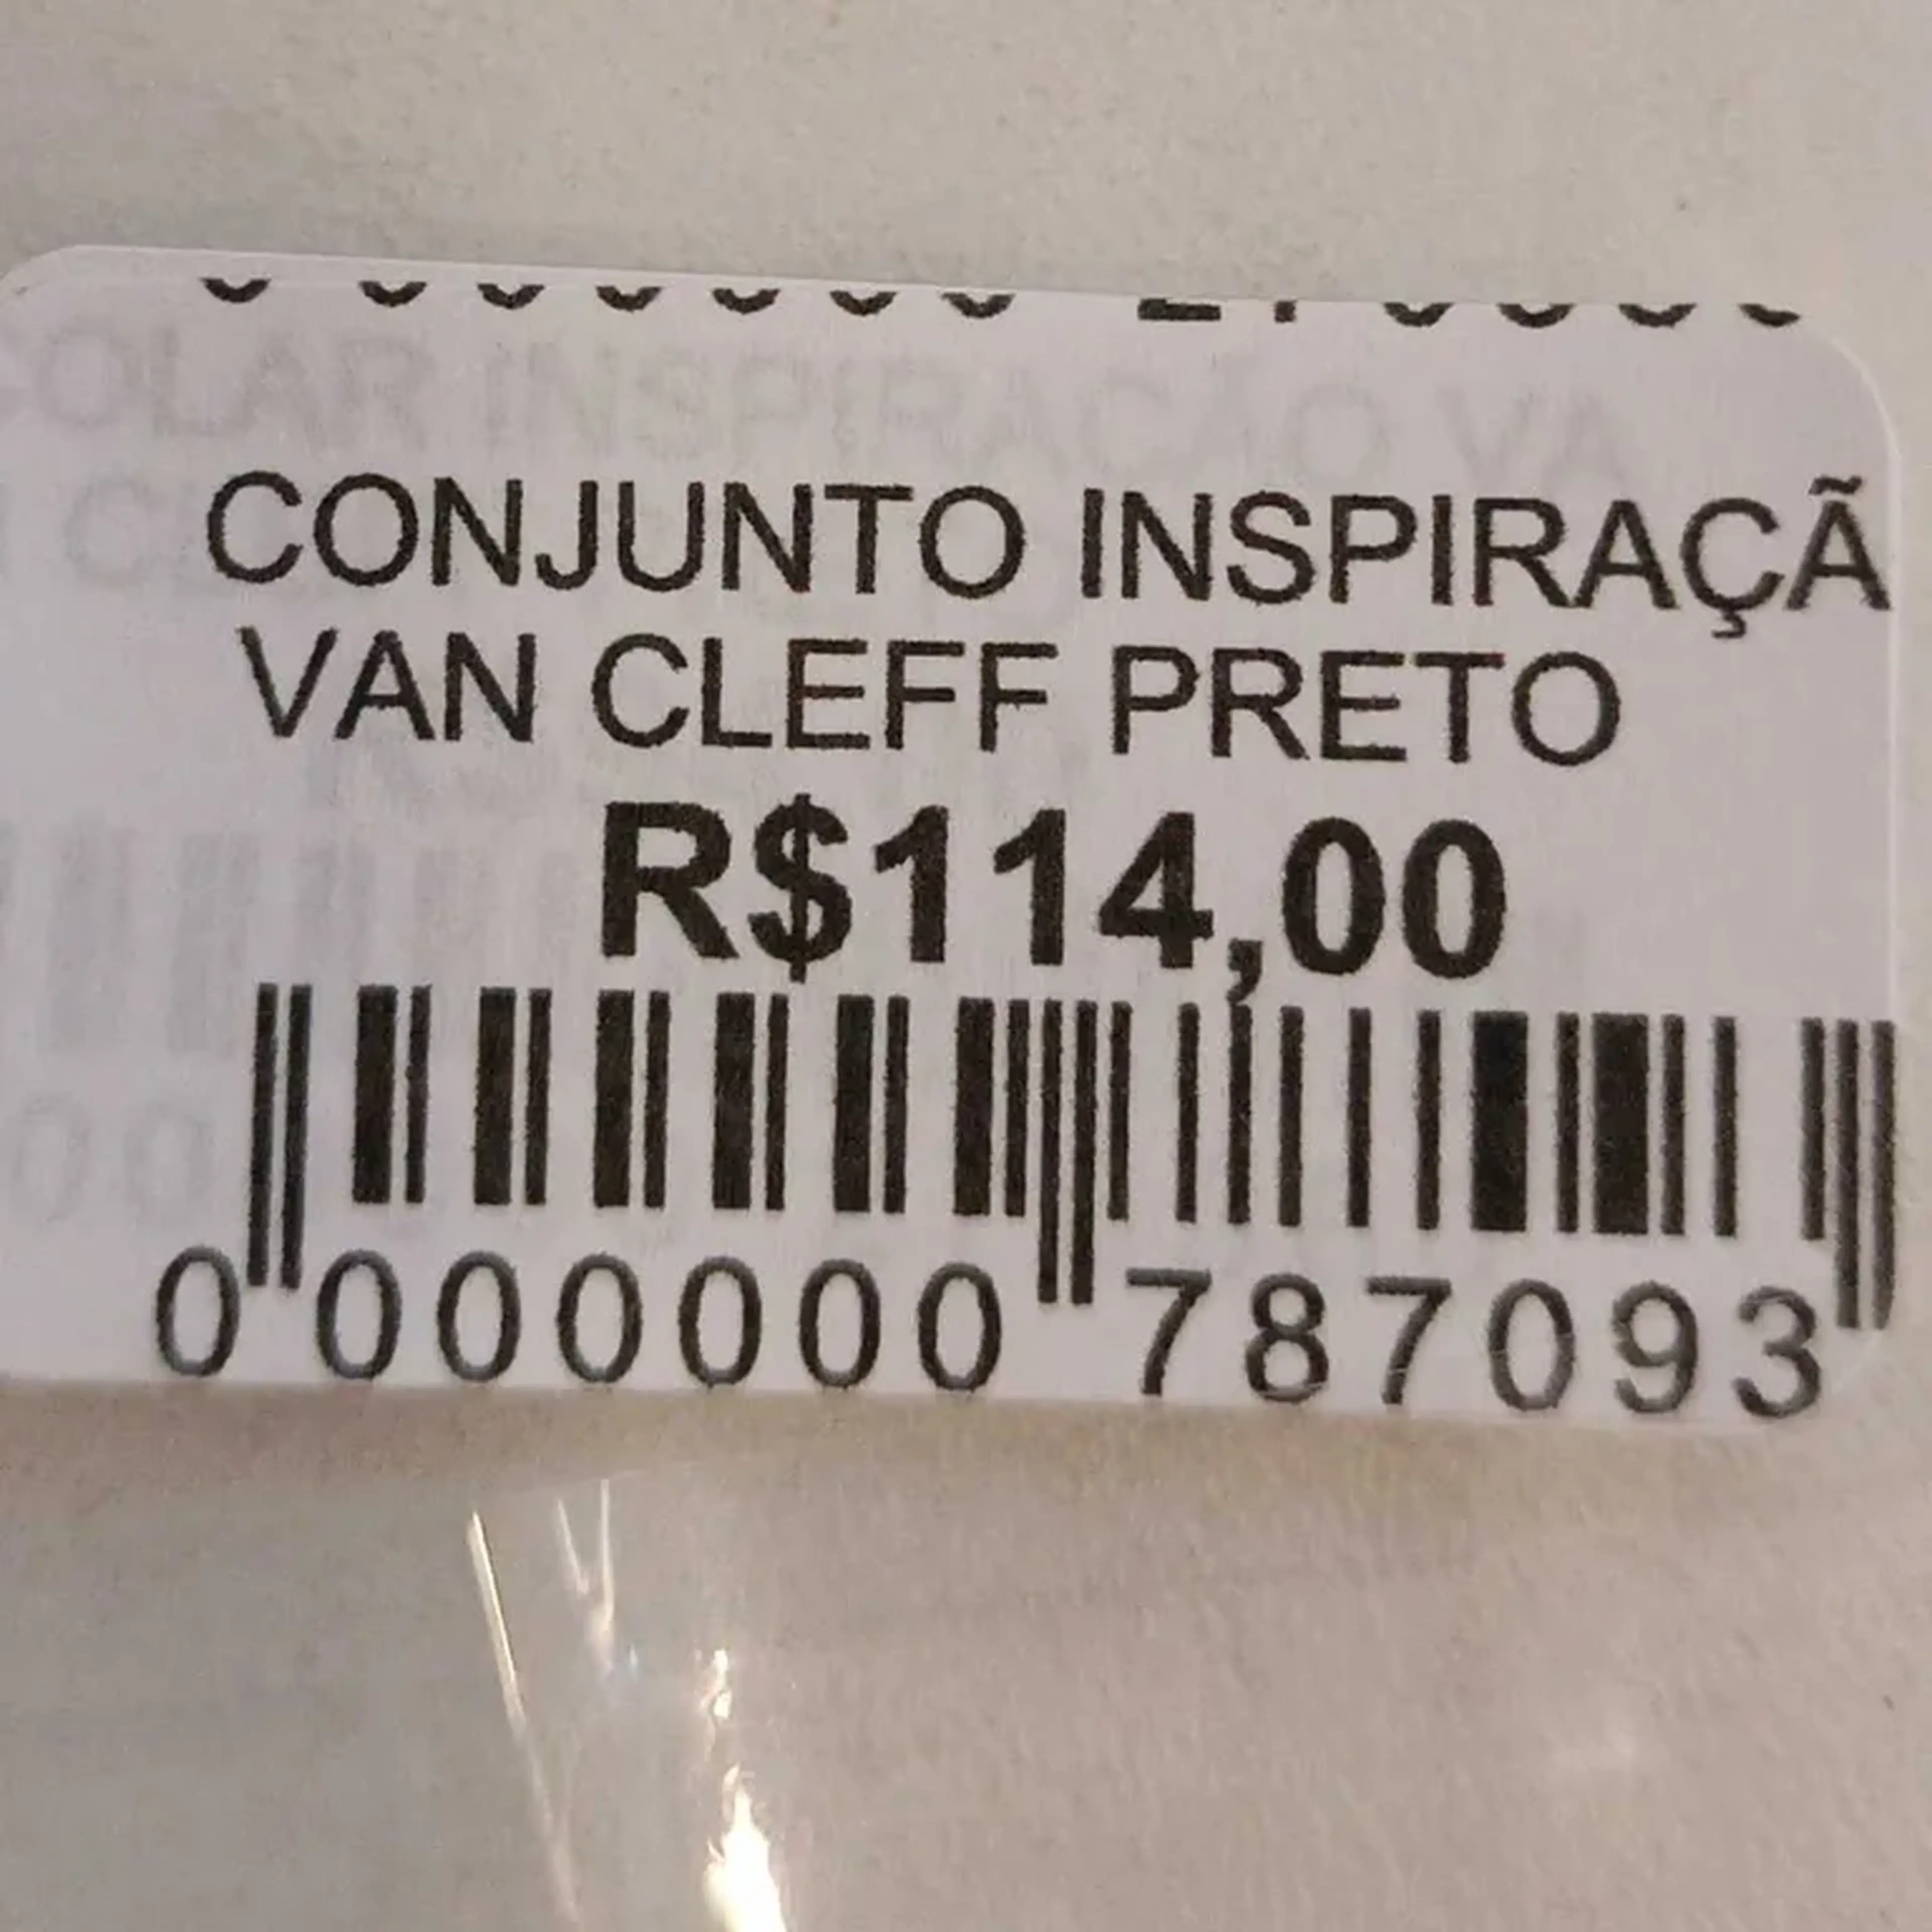 CONJUNTO INSPIRAÇÃ
VAN CLEFF PRETO
R$114,00
0 000000 787093